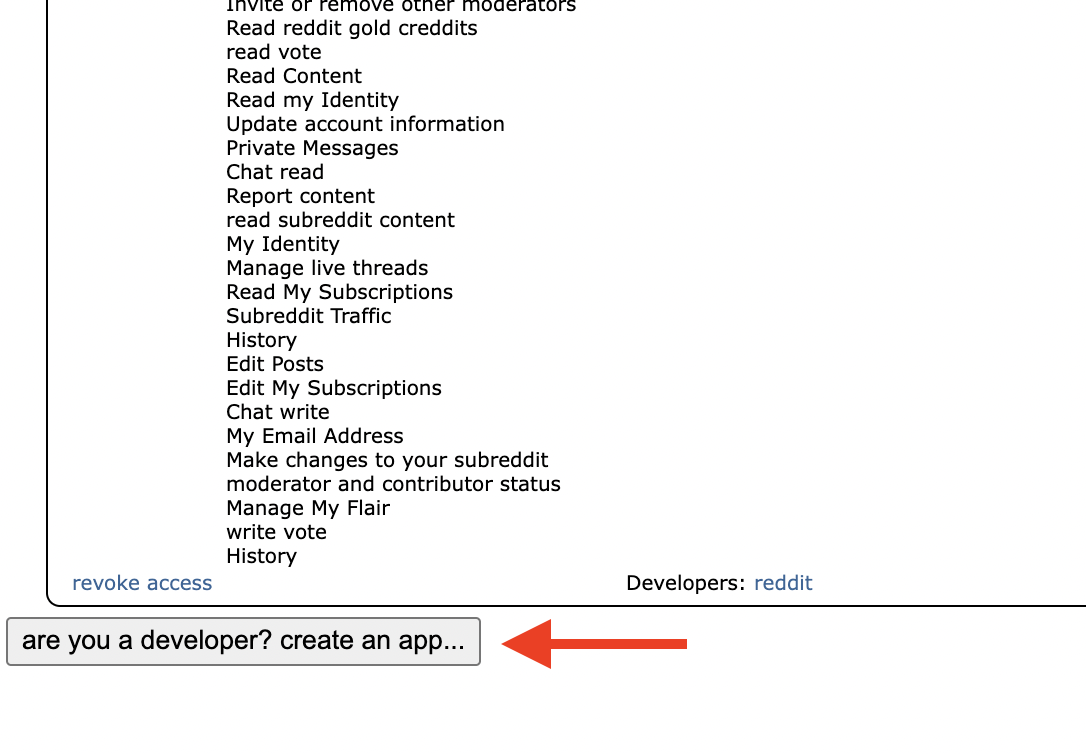 Invite or remove other moderators
Read reddit gold creddits
read vote
Read Content
Read my Identity
Update account information
Private Messages
Chat read
Report content
read subreddit content
My Identity
Manage live threads
Read My Subscriptions
Subreddit Traffic
History
Edit Posts
Edit My Subscriptions
Chat write
My Email Address
Make changes to your subreddit
moderator and contributor status
Manage My Flair
write vote
History
revoke access Developers: reddit
are you a developer? create an app...